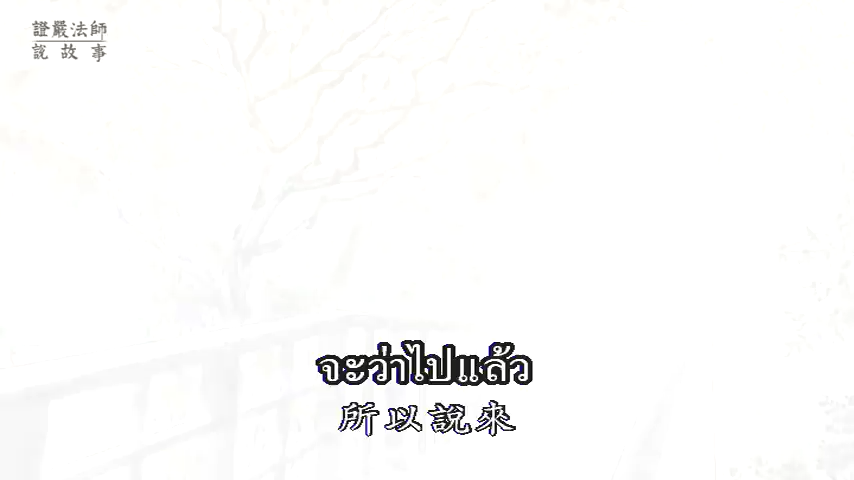 證嚴法師
說故事
จะว่าไปแล้ว
所以說來